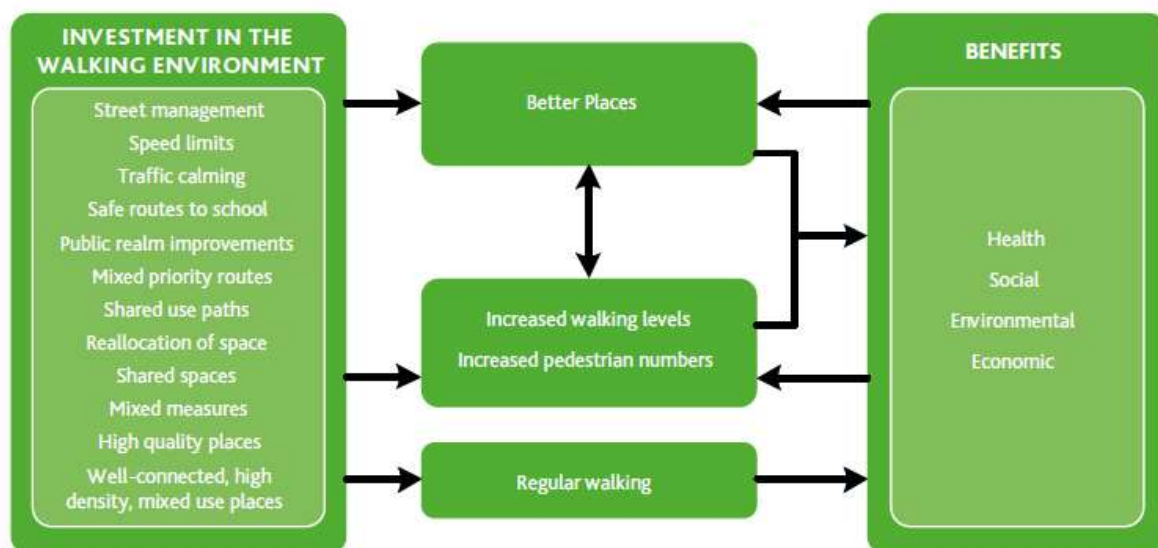 INVESTMENT IN THE
WALKING ENVIRONMENT
Street management
Speed limits
Traffic calming
Safe routes to school
Public realm improvements
Mixed priority routes
Shared use paths
Reallocation of space
Shared spaces
Mixed measures
High quality places
Well-connected, high
density, mixed use places
Better Places
Increased walking levels
Increased pedestrian numbers
Regular walking
BENEFITS
Health
Social
Environmental
Economic